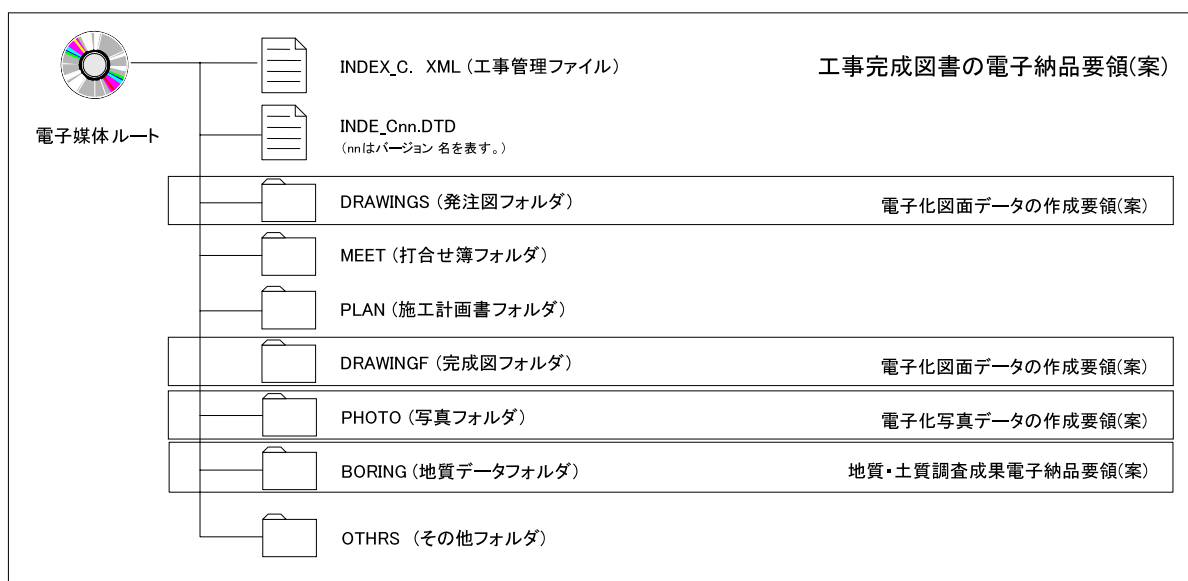 INDEX_C. XML (工事管理ファイル)
工事完成図書の電子納品要領(案)
電子媒体ルート
INDE_Cnn.DTD
(nnはバージョン 名を表す。)
DRAWINGS (発注図フォルダ)
電子化図面データの作成要領(案)
MEET (打合せ簿フォルダ)
PLAN (施工計画書フォルダ)
DRAWINGF (完成図フォルダ)
電子化図面データの作成要領(案)
PHOTO (写真フォルダ)
電子化写真データの作成要領(案)
BORING (地質データフォルダ)
地質・土質調査成果電子納品要領(案)
OTHRS (その他フォルダ)